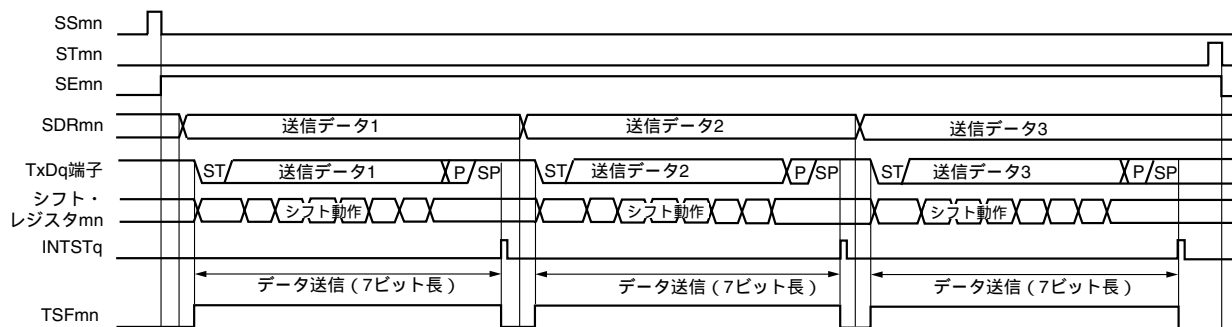 SSmn
STmn
SEmn
SDRmn 送信データ1 送信データ2 送信データ3
TxDq端子 ST 送信データ1 P SP ST 送信データ2 P SP ST 送信データ3 P SP
シフト・
レジスタmn シフト動作 シフト動作 シフト動作
INTSTq
データ送信（7ビット長） データ送信（7ビット長） データ送信（7ビット長）
TSFmn